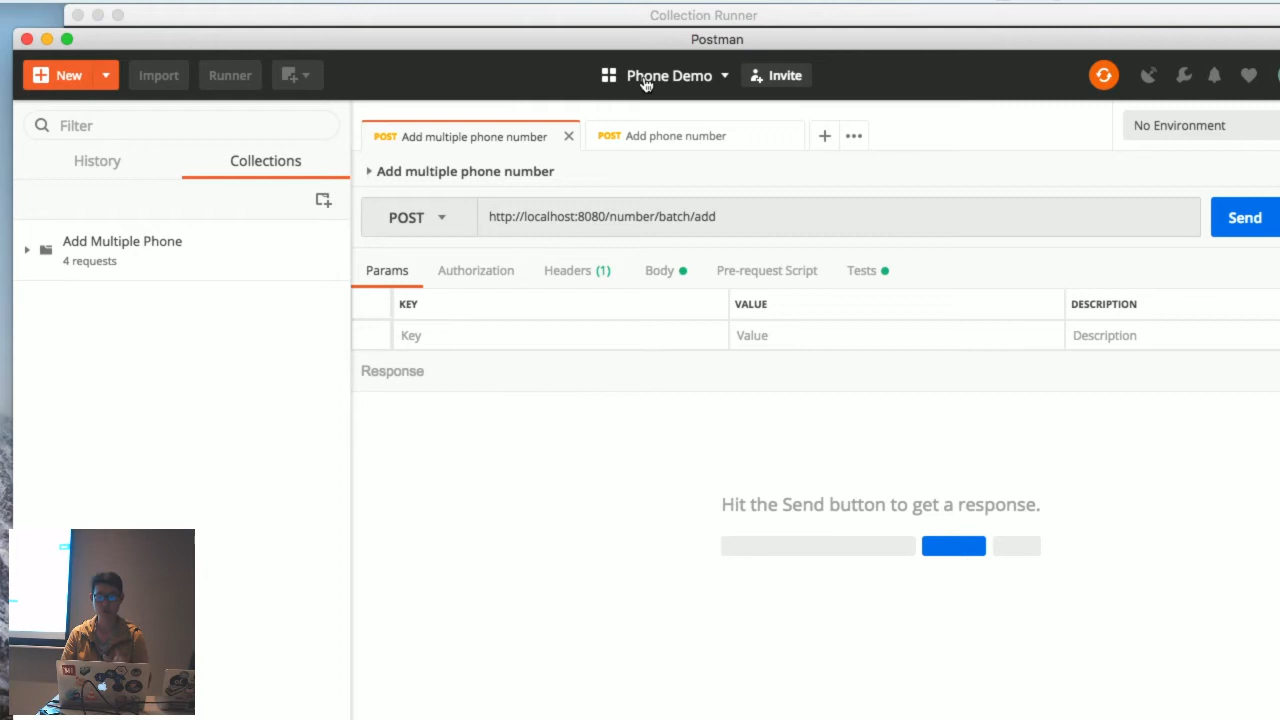 Collection Runner
Postman
New
Import
Runner
Phone Demo
Invite
Filter
History
Collections
Add Multiple Phone
4 requests
POST Add multiple phone number
POST Add phone number
No Environment
Add multiple phone number
POST
http://localhost:8080/number/batch/add
Send
Params
Authorization
Headers (1)
Body
Pre-request Script
Tests
KEY
VALUE
DESCRIPTION
Key
Value
Description
Response
Hit the Send button to get a response.